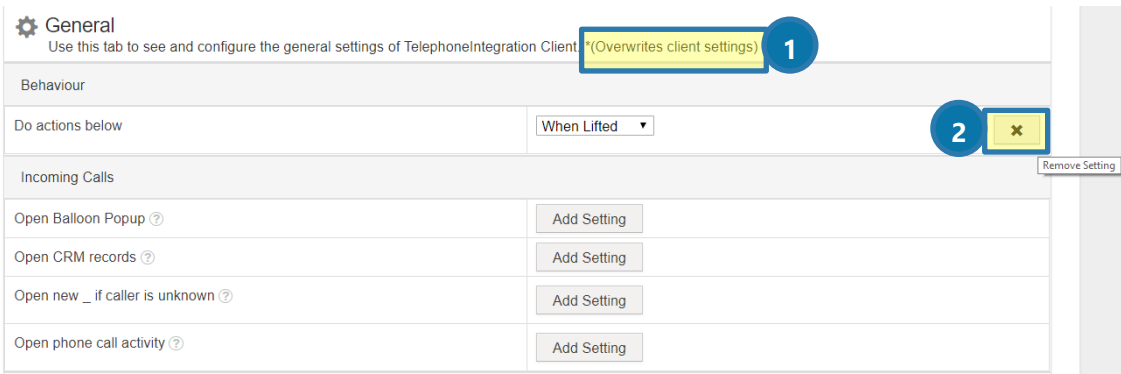 General
Use this tab to see and configure the general settings of TelephoneIntegration Client. *(Overwrites client settings)
1
Behaviour
Do actions below
When Lifted
2
Remove Setting
Incoming Calls
Open Balloon Popup ?
Add Setting
Open CRM records ?
Add Setting
Open new _ if caller is unknown ?
Add Setting
Open phone call activity ?
Add Setting